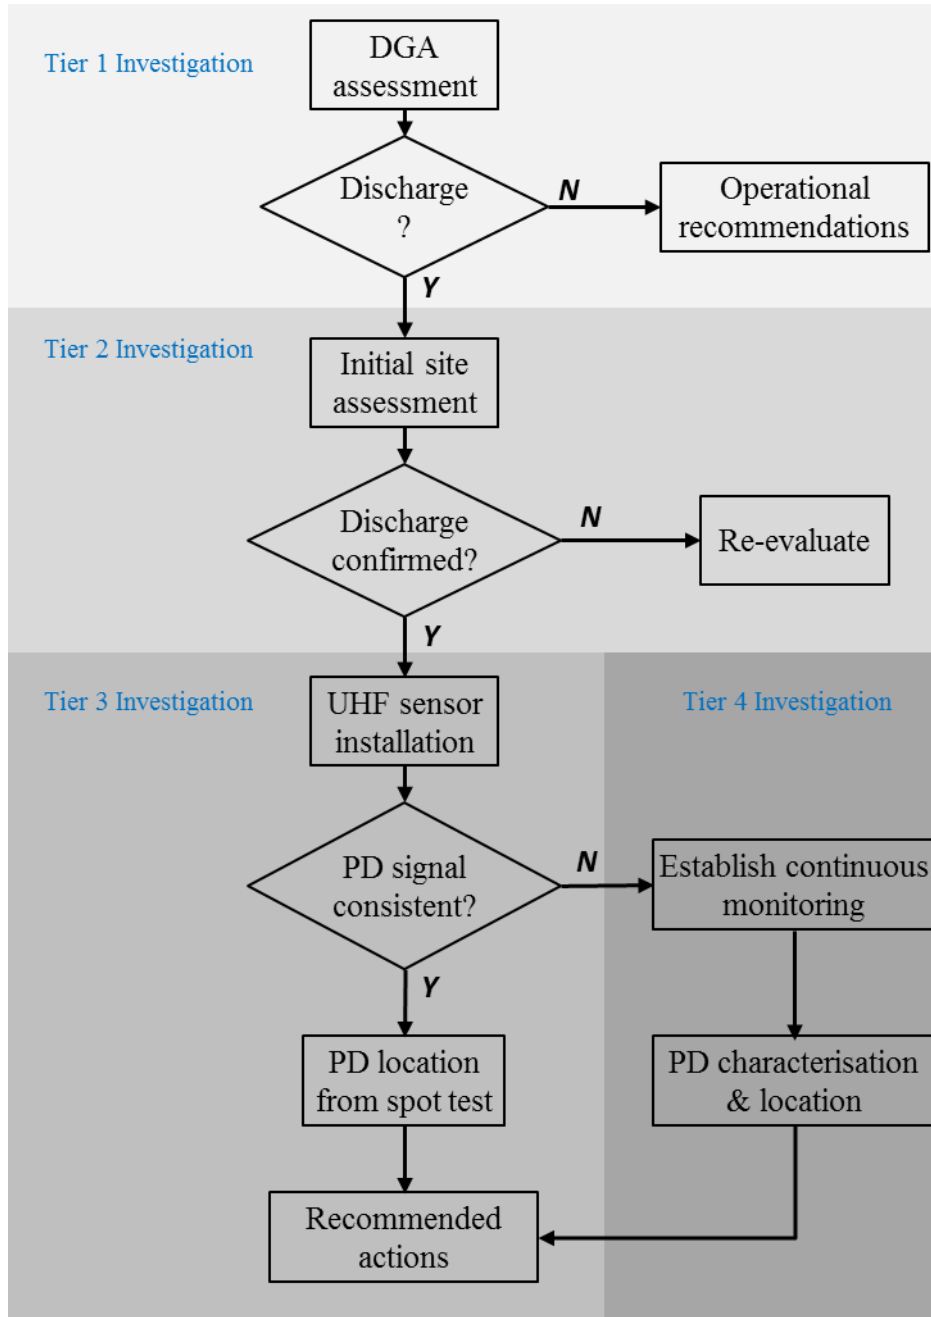 Tier 1 Investigation
DGA
assessment
Discharge
?
N
Operational
recommendations
Y
Tier 2 Investigation
Initial site
assessment
Discharge
confirmed?
N
Re-evaluate
Y
Tier 3 Investigation
UHF sensor
installation
Tier 4 Investigation
PD signal
consistent?
N
Establish continuous
monitoring
Y
PD location
from spot test
PD characterisation
& location
Recommended
actions